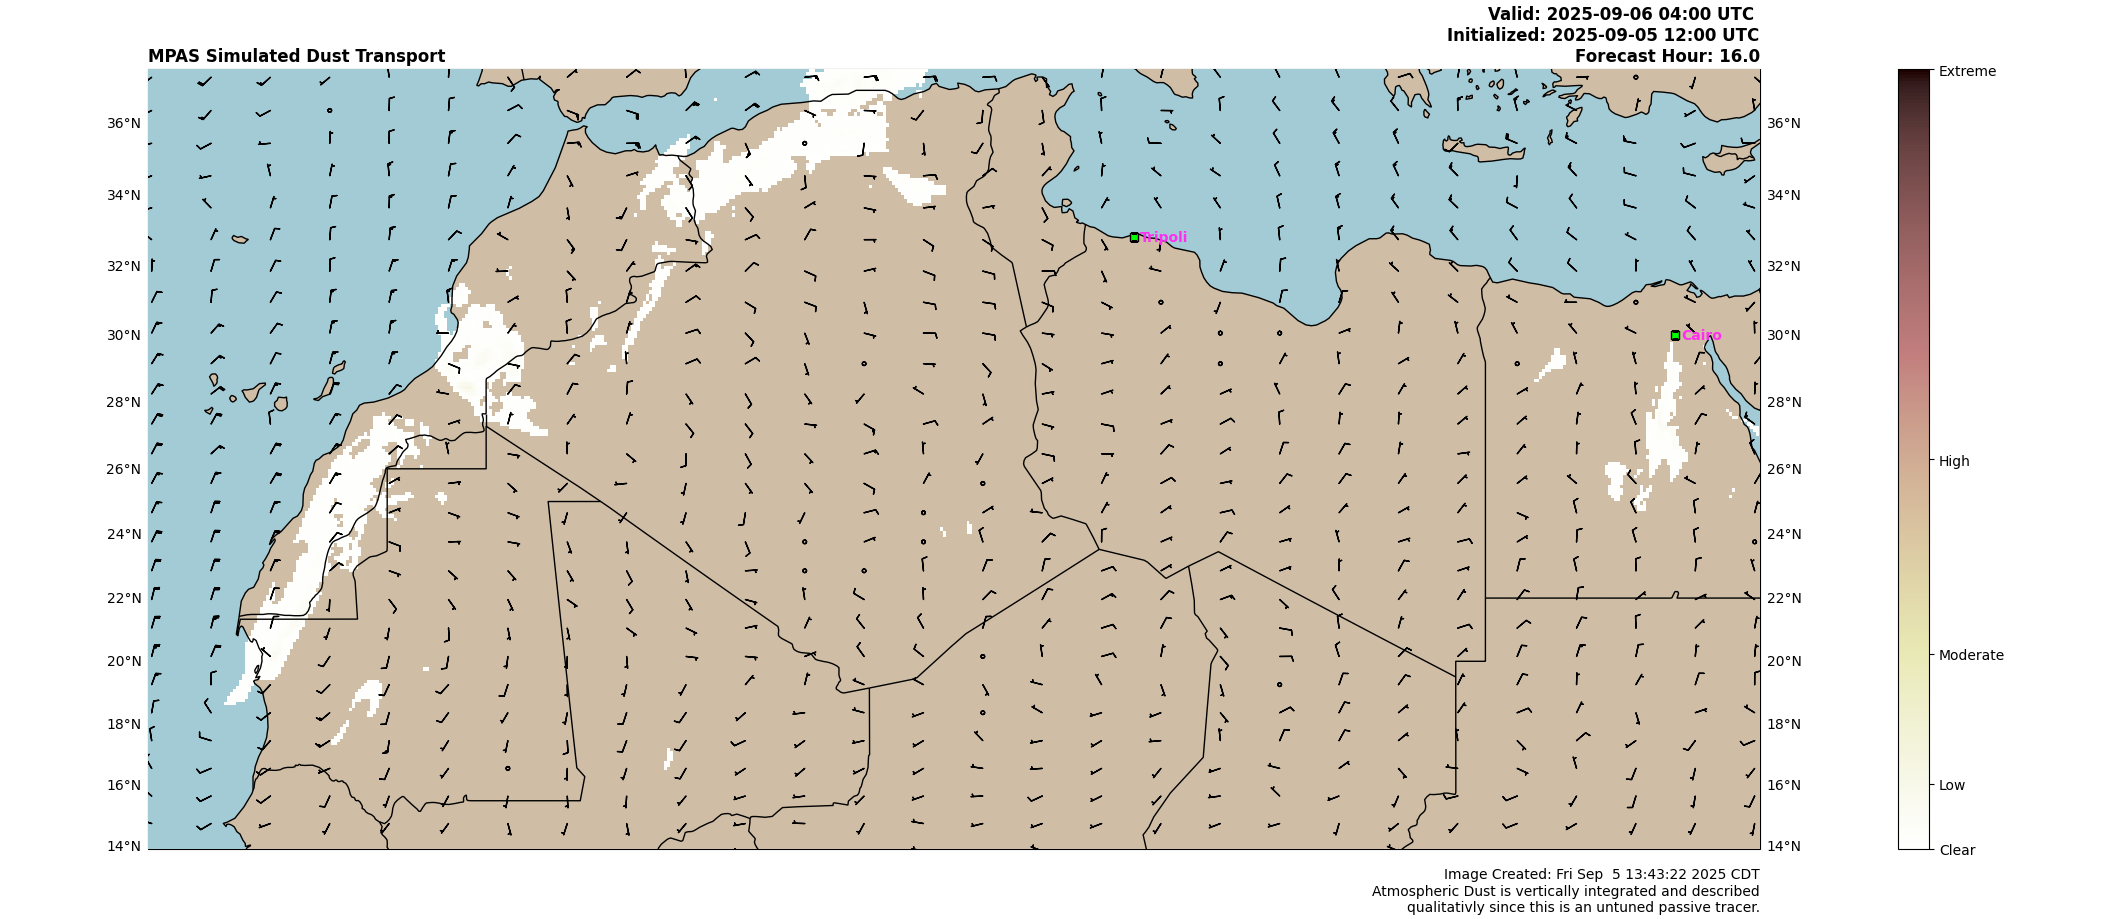 Valid: 2025-09-06 04:00 UTC
Initialized: 2025-09-05 12:00 UTC
MPAS Simulated Dust Transport
Forecast Hour: 16.0
Extreme
36°N
36°N
34°N
34°N
Tripoli
32°N
32°N
30°N
Cairo
30°N
28°N
28°N
26°N
26°N
High
24°N
24°N
22°N
22°N
20°N
20°N
Moderate
18°N
18°N
16°N
16°N
Low
14°N
14°N
Clear
Image Created: Fri Sep  5 13:43:22 2025 CDT
Atmospheric Dust is vertically integrated and described
qualitativly since this is an untuned passive tracer.